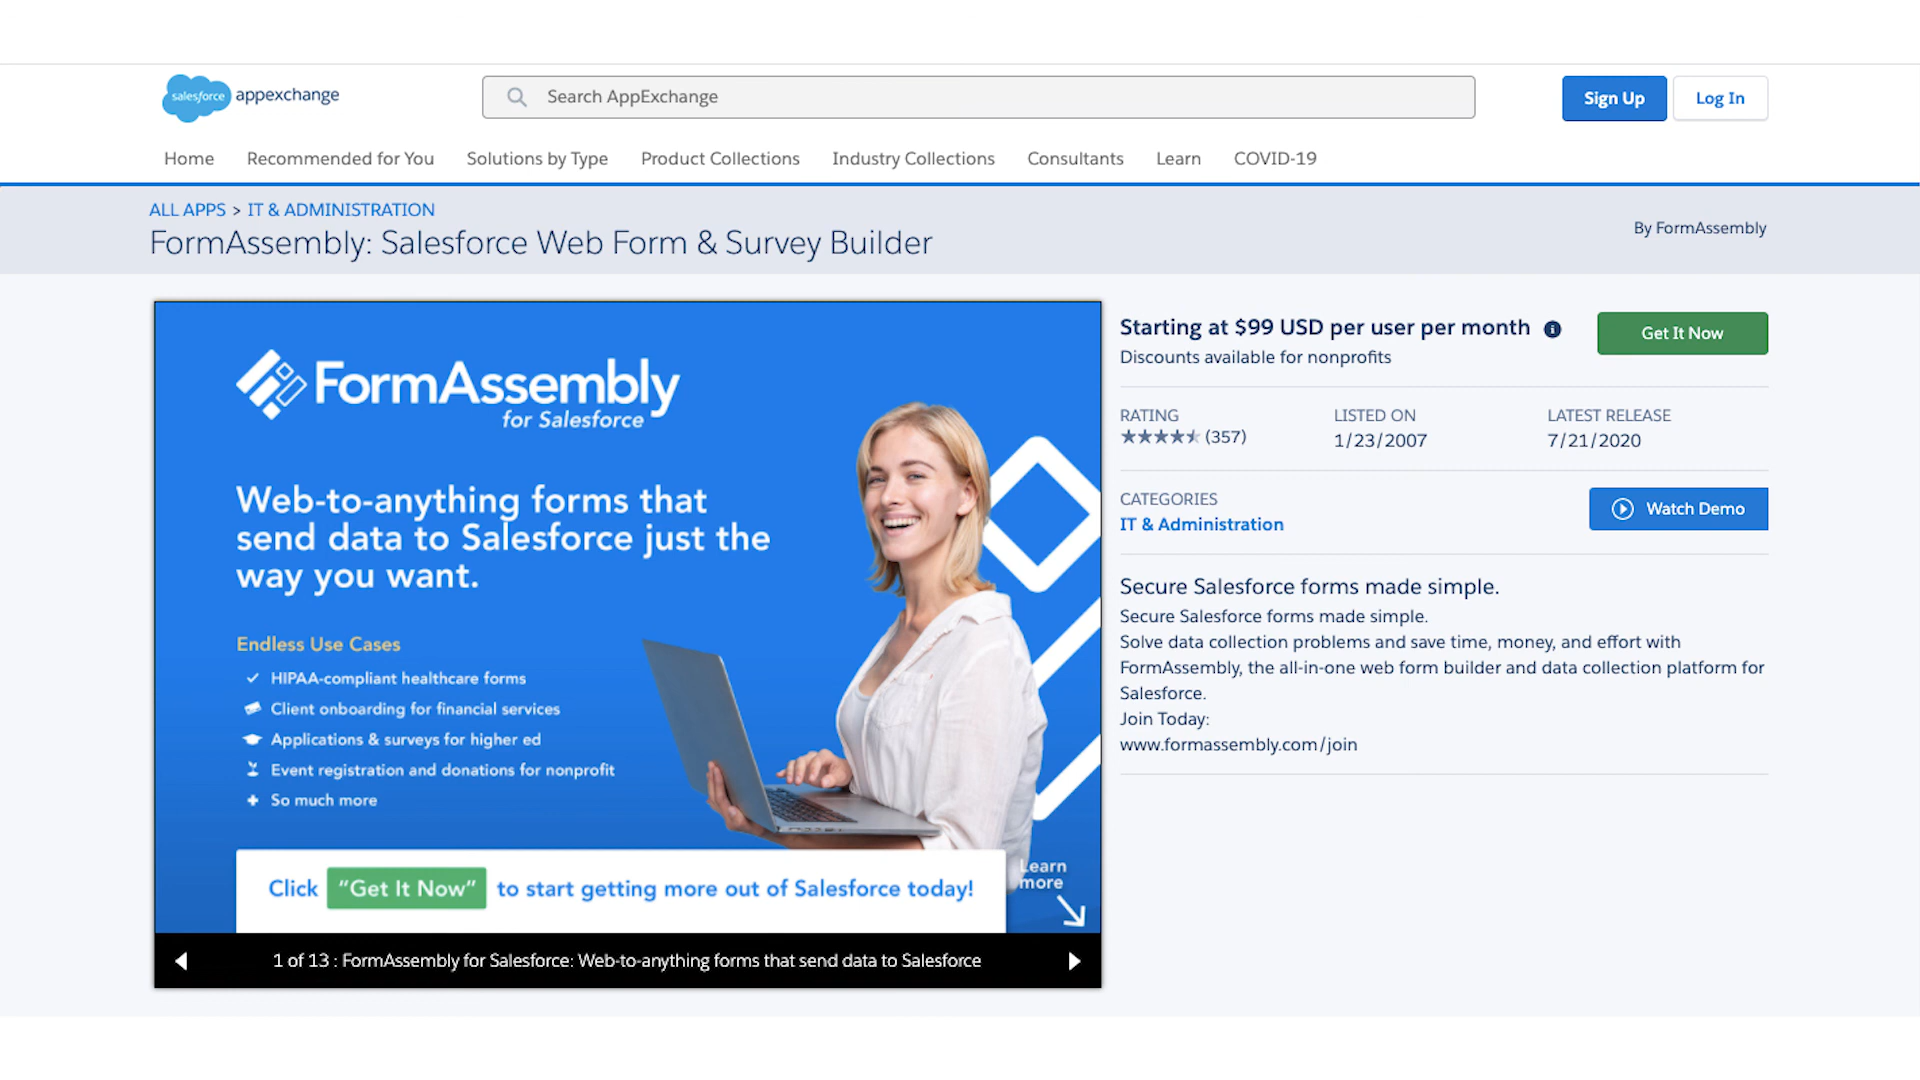 salesforce appexchange
Search AppExchange
Sign Up
Log In
Home
Recommended for You
Solutions by Type
Product Collections
Industry Collections
Consultants
Learn
COVID-19
ALL APPS > IT & ADMINISTRATION
FormAssembly: Salesforce Web Form & Survey Builder
By FormAssembly
FormAssembly
for Salesforce
Web-to-anything forms that
send data to Salesforce just the
way you want.
Endless Use Cases
HIPAA-compliant healthcare forms
Client onboarding for financial services
Applications & surveys for higher ed
Event registration and donations for nonprofit
So much more
Click "Get It Now" to start getting more out of Salesforce today!
Learn
more
1 of 13 : FormAssembly for Salesforce: Web-to-anything forms that send data to Salesforce
Starting at $99 USD per user per month
Discounts available for nonprofits
Get It Now
RATING
(357)
LISTED ON
1/23/2007
LATEST RELEASE
7/21/2020
CATEGORIES
IT & Administration
Watch Demo
Secure Salesforce forms made simple.
Secure Salesforce forms made simple.
Solve data collection problems and save time, money, and effort with
FormAssembly, the all-in-one web form builder and data collection platform for
Salesforce.
Join Today:
www.formassembly.com/join